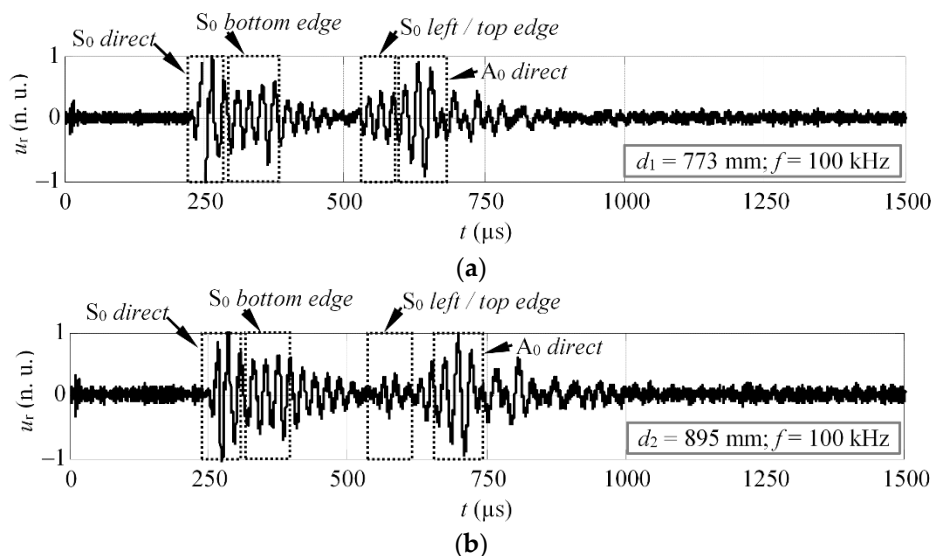 S₀ bottom edge
S₀ direct
S₀ left / top edge
A₀ direct
1
0
−1
uᵣ (n. u.)
d₁ = 773 mm; f = 100 kHz
0 250 500 750 1000 1250 1500
t (µs)
(a)
S₀ bottom edge
S₀ left / top edge
S₀ direct
A₀ direct
1
0
−1
uᵣ (n. u.)
d₂ = 895 mm; f = 100 kHz
0 250 500 750 1000 1250 1500
t (µs)
(b)